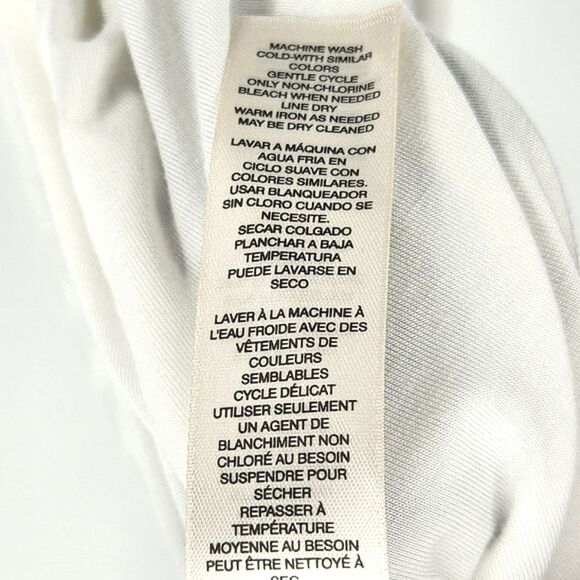 MACHINE WASH
COLD-WITH SIMILAR
COLORS
GENTLE CYCLE
ONLY NON-CHLORINE
BLEACH WHEN NEEDED
LINE DRY
WARM IRON AS NEEDED
MAY BE DRY CLEANED
LAVAR A MÁQUINA CON
AGUA FRIA EN
CICLO SUAVE CON
COLORES SIMILARES.
USAR BLANQUEADOR
SIN CLORO CUANDO SE
NECESITE.
SECAR COLGADO
PLANCHAR A BAJA
TEMPERATURA
PUEDE LAVARSE EN
SECO
LAVER À LA MACHINE À
L'EAU FROIDE AVEC DES
VÊTEMENTS DE
COULEURS
SEMBLABLES
CYCLE DÉLICAT
UTILISER SEULEMENT
UN AGENT DE
BLANCHIMENT NON
CHLORÉ AU BESOIN
SUSPENDRE POUR
SÉCHER
REPASSER À
TEMPÉRATURE
MOYENNE AU BESOIN
PEUT ÊTRE NETTOYÉ À
SEC